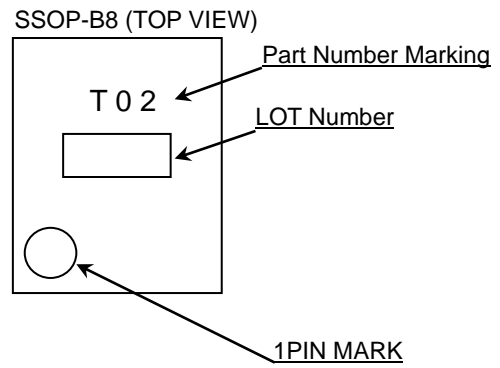 SSOP-B8 (TOP VIEW)
Part Number Marking
T 0 2
LOT Number
1PIN MARK